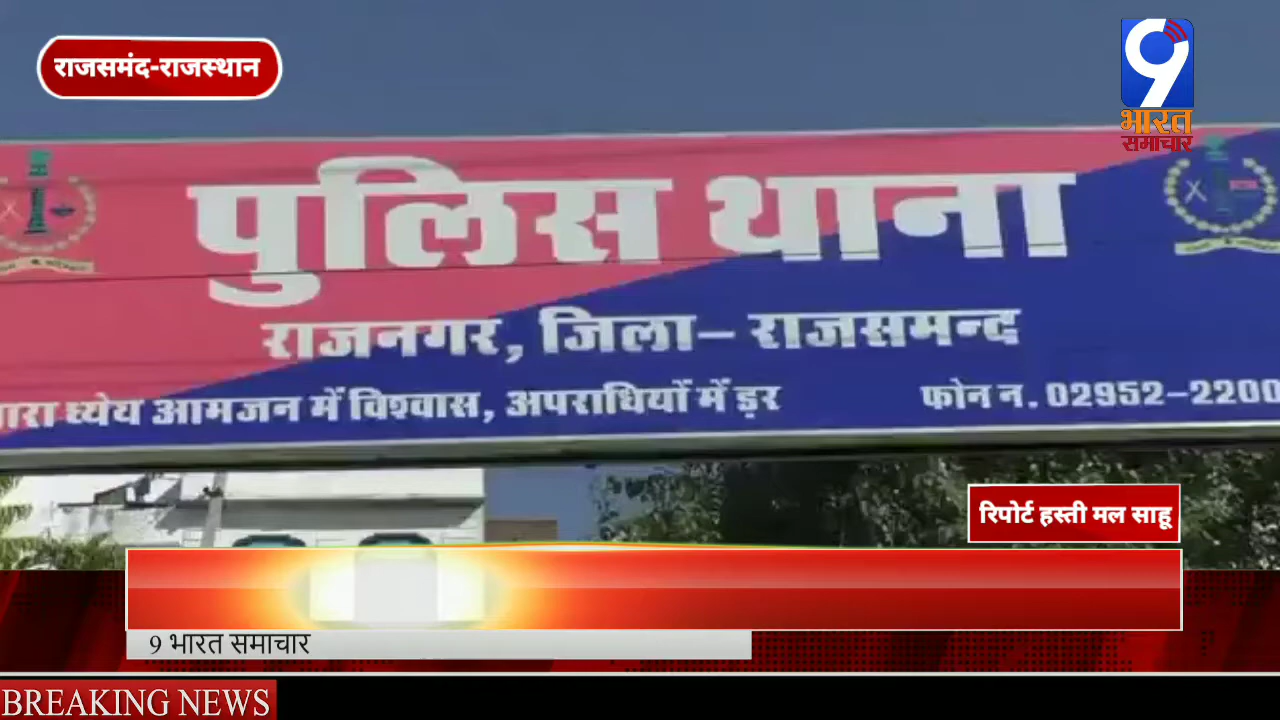 राजसमंद-राजस्थान
9
भारत
समाचार
पुलिस थाना
राजनगर, जिला– राजसमन्द
ध्येय आमजन में विश्वास, अपराधियों में ड़र
फोन न. 02952–2200
रिपोर्ट हस्ती मल साहू
9 भारत समाचार
BREAKING NEWS